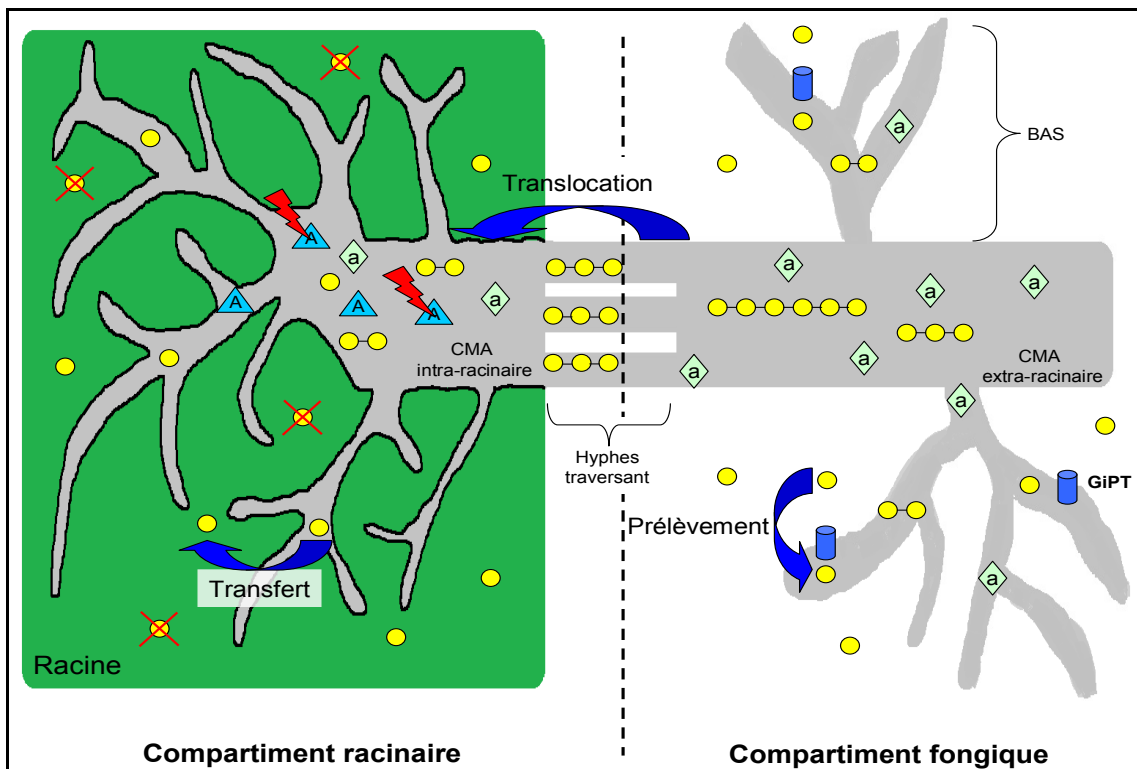 BAS
a
Translocation
A
a
a
a
A
A
A
a
a
CMA
intra-racinaire
CMA
extra-racinaire
a
a
a
Hyphes
traversant
GiPT
Prélèvement
a
Transfert
Racine
Compartiment racinaire
Compartiment fongique